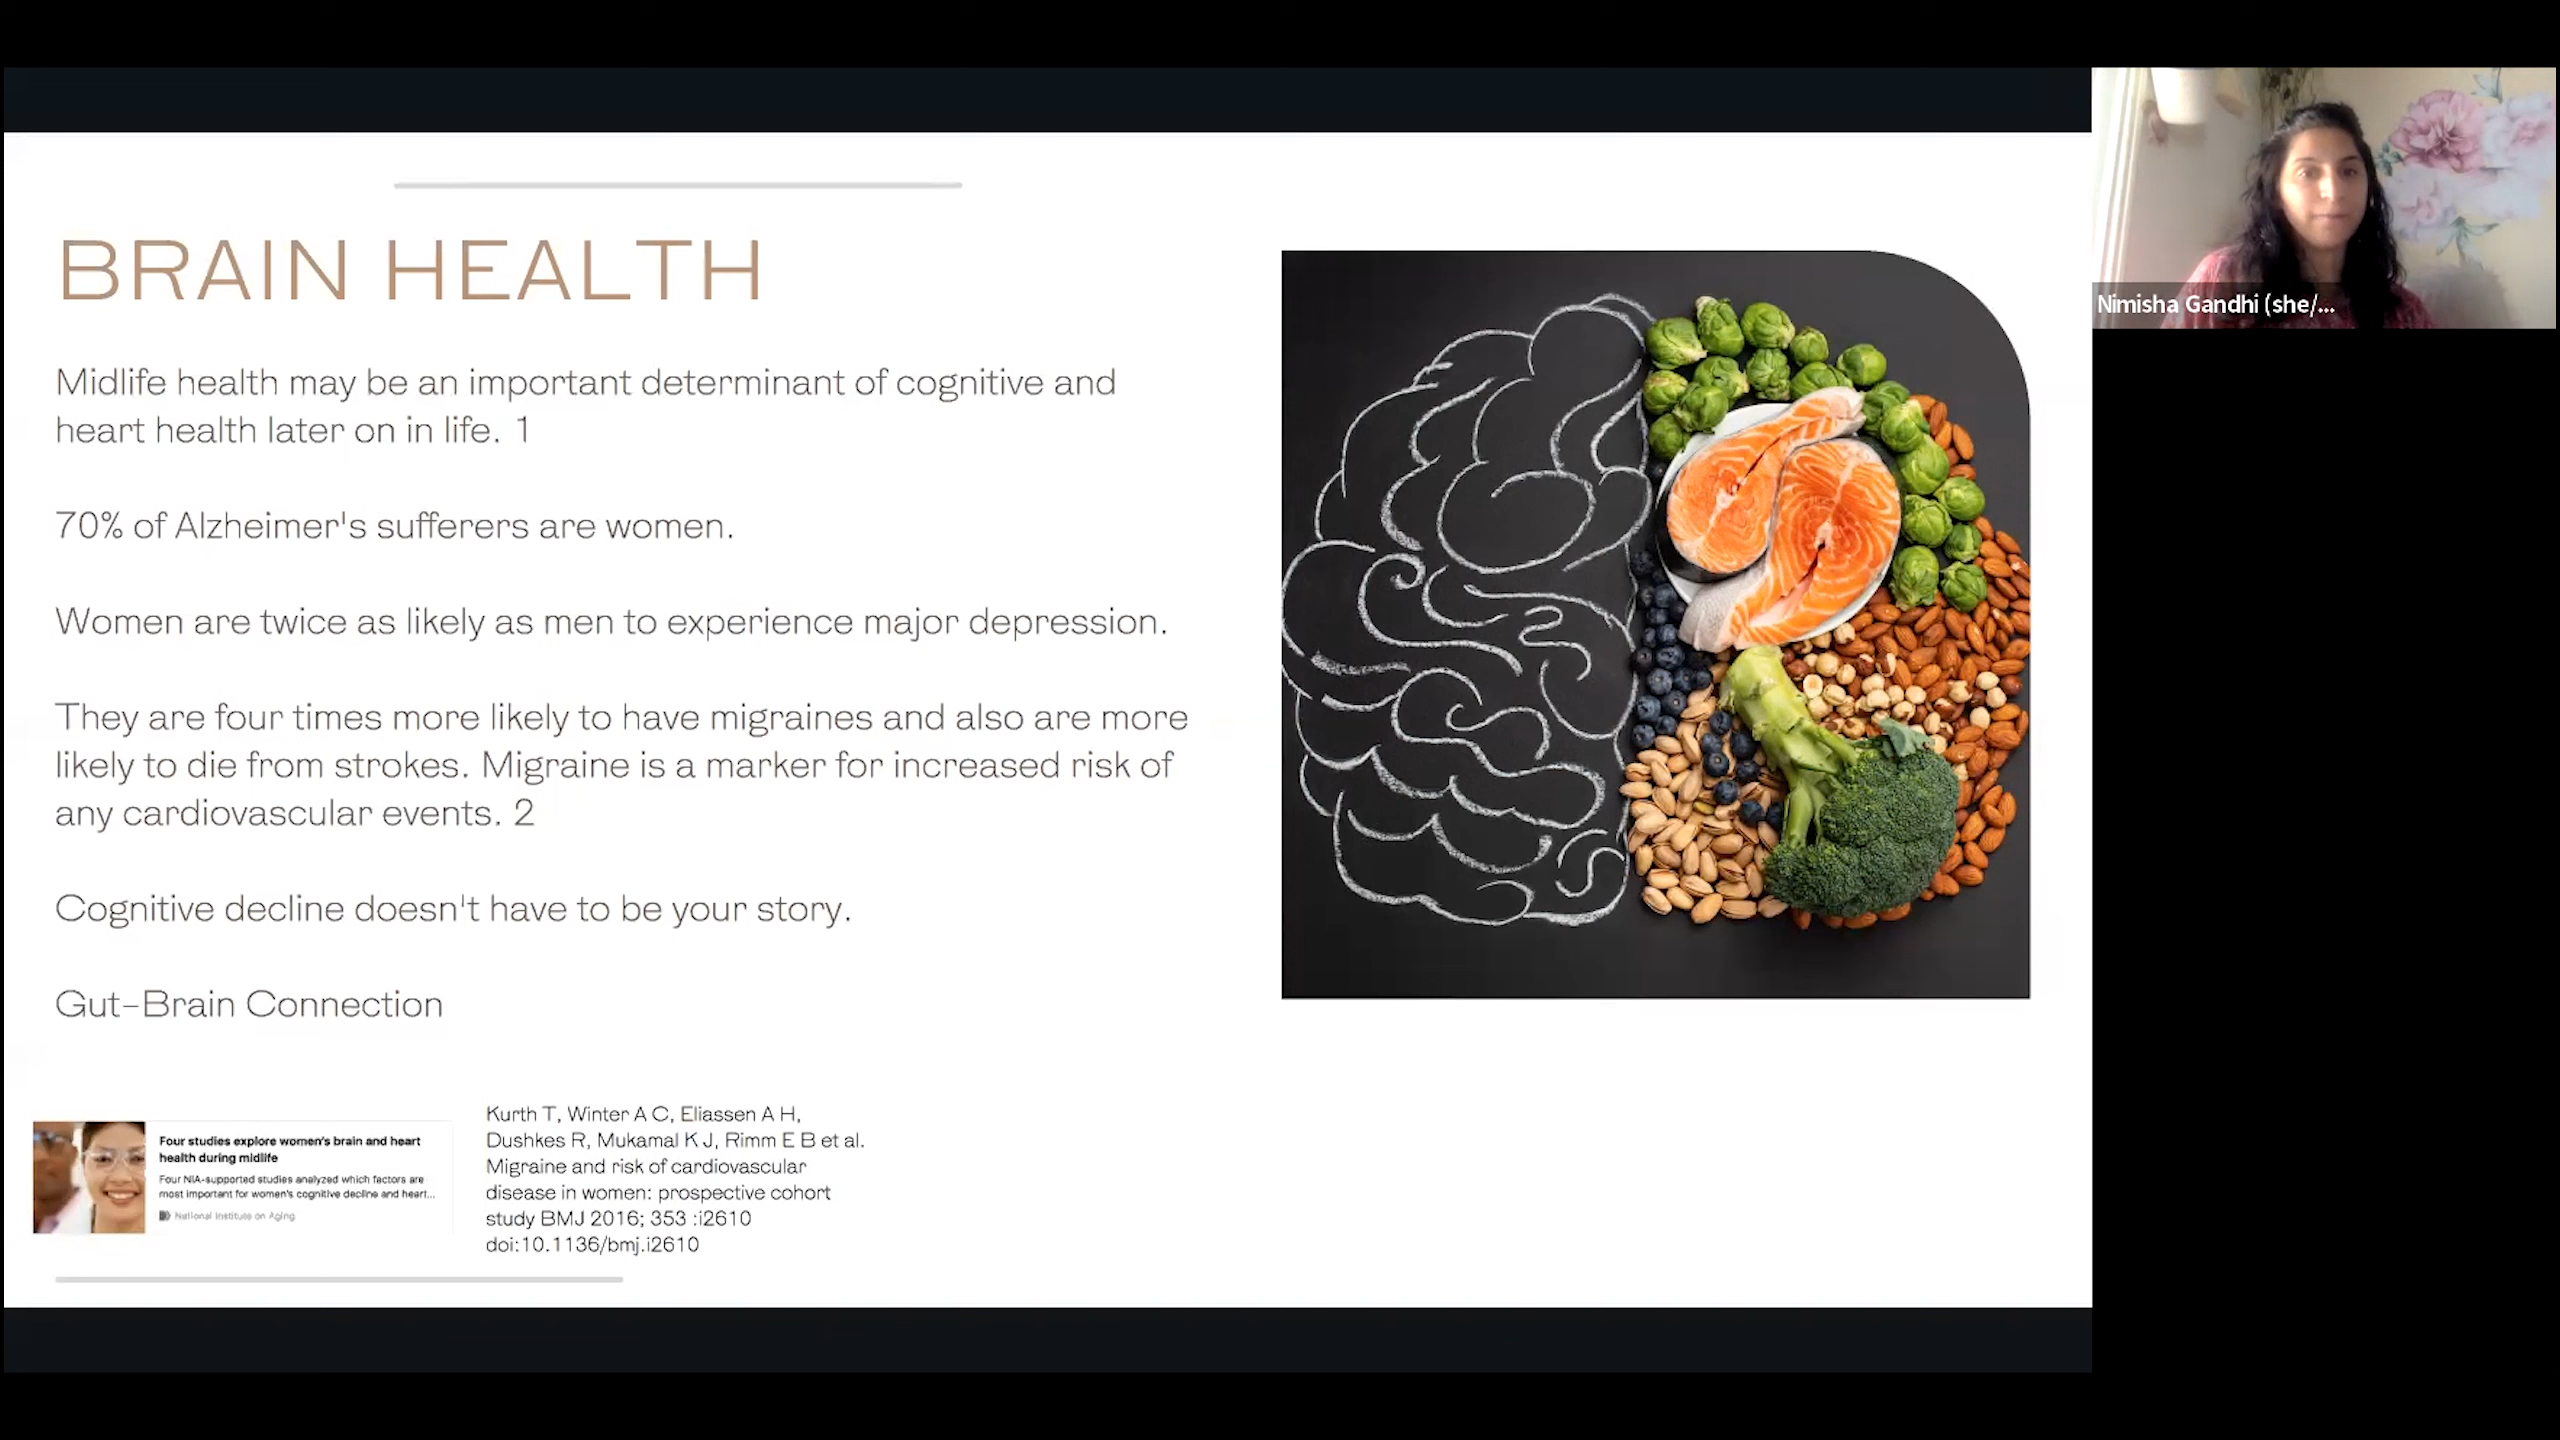 BRAIN HEALTH
Midlife health may be an important determinant of cognitive and
heart health later on in life. 1
70% of Alzheimer's sufferers are women.
Women are twice as likely as men to experience major depression.
They are four times more likely to have migraines and also are more
likely to die from strokes. Migraine is a marker for increased risk of
any cardiovascular events. 2
Cognitive decline doesn't have to be your story.
Gut-Brain Connection
Four studies explore women's brain and heart
health during midlife
Four NIA-supported studies analyzed which factors are
most important for women's cognitive decline and heart...
National Institute on Aging
Kurth T, Winter A C, Eliassen A H,
Dushkes R, Mukamal K J, Rimm E B et al.
Migraine and risk of cardiovascular
disease in women: prospective cohort
study BMJ 2016; 353 :i2610
doi:10.1136/bmj.i2610
Nimisha Gandhi (she/...